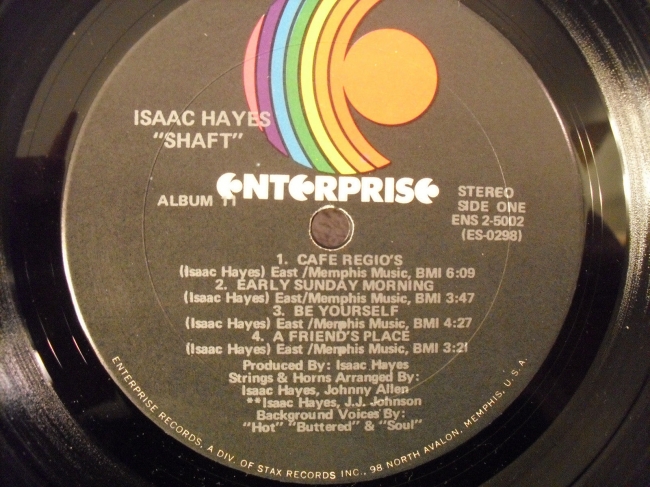 ISAAC HAYES
"SHAFT"
ENTERPRISE
ALBUM 11
STEREO
SIDE ONE
ENS 2-5002
(ES-0298)
1. CAFE REGIO'S
(Isaac Hayes) East/Memphis Music, BMI 6:09
2. EARLY SUNDAY MORNING
(Isaac Hayes) East/Memphis Music, BMI 3:47
3. BE YOURSELF
(Isaac Hayes) East/Memphis Music, BMI 4:27
4. A FRIEND'S PLACE
(Isaac Hayes) East/Memphis Music, BMI 3:21
Produced By: Isaac Hayes
Strings & Horns Arranged By:
Isaac Hayes, Johnny Allen
**Isaac Hayes, J.J. Johnson
Background Voices By:
"Hot" "Buttered" & "Soul"
ENTERPRISE RECORDS, A DIV. OF STAX RECORDS INC., 98 NORTH AVALON, MEMPHIS, U.S.A.